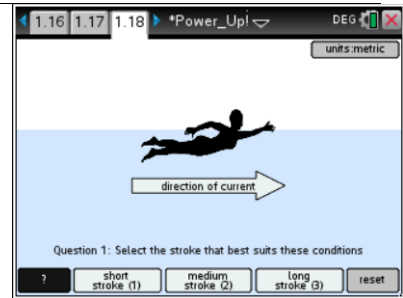 1.16 1.17 1.18 *Power_Up! DEG
units:metric
direction of current
Question 1: Select the stroke that best suits these conditions
? short stroke (1) medium stroke (2) long stroke (3) reset